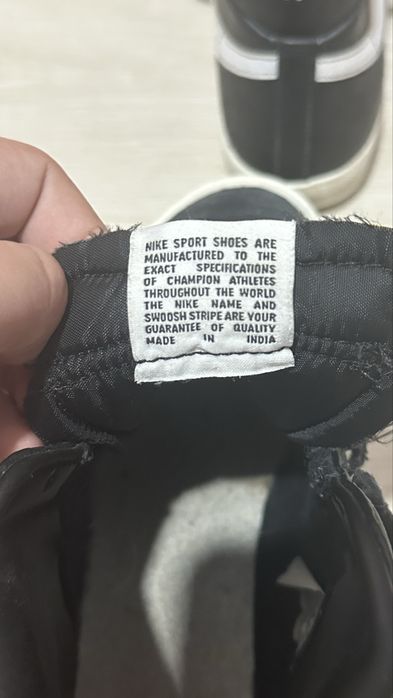 NIKE SPORT SHOES ARE
MANUFACTURED TO THE
EXACT SPECIFICATIONS
OF CHAMPION ATHLETES
THROUGHOUT THE WORLD
THE NIKE NAME AND
SWOOSH STRIPE ARE YOUR
GUARANTEE OF QUALITY
MADE IN INDIA